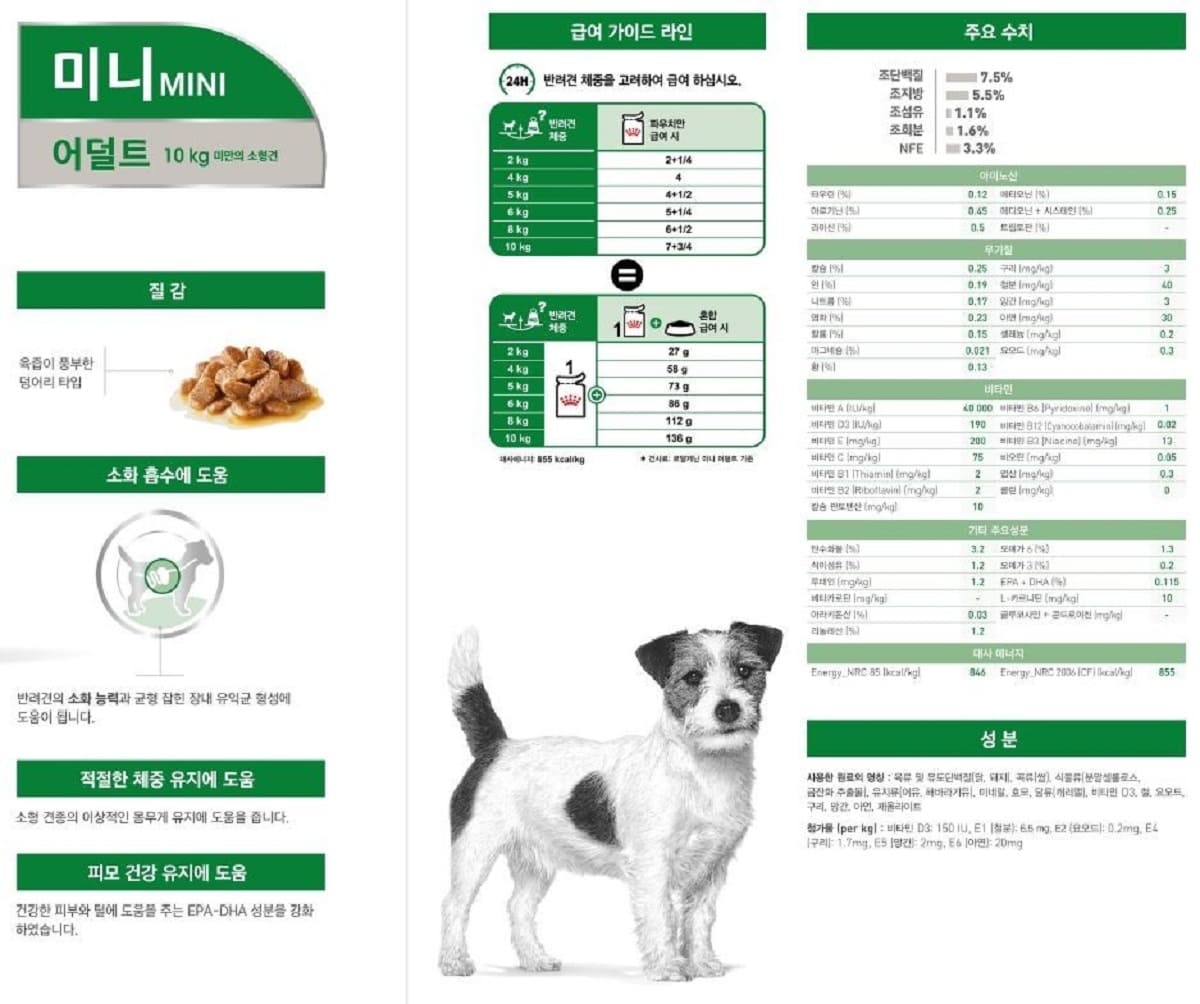 미니 MINI
어덜트 10 kg 미만의 소형견
질 감
육즙이 풍부한
덩어리 타입
소화 흡수에 도움
반려견의 소화 능력과 균형 잡힌 장내 유익균 형성에
도움이 됩니다.
적절한 체중 유지에 도움
소형 견종의 이상적인 몸무게 유지에 도움을 줍니다.
피모 건강 유지에 도움
건강한 피부와 털에 도움을 주는 EPA-DHA 성분을 강화
하였습니다.
급여 가이드 라인
24H 반려견 체중을 고려하여 급여 하십시오.
? 반려견 체중 파우치만 급여 시
2 kg 2+1/4
4 kg 4
5 kg 4+1/2
6 kg 5+1/4
8 kg 6+1/2
10 kg 7+3/4
=
? 반려견 체중 1 + 혼합 급여 시
1 +
2 kg 27 g
4 kg 58 g
5 kg 73 g
6 kg 86 g
8 kg 112 g
10 kg 136 g
대사에너지: 855 kcal/kg
* 건사료: 로얄캐닌 미니 어덜트 기준
주요 수치
조단백질 7.5%
조지방 5.5%
조섬유 1.1%
조회분 1.6%
NFE 3.3%
아미노산
타우린 (%) 0.12 메티오닌 (%) 0.15
아르기닌 (%) 0.45 메티오닌 + 시스테인 (%) 0.25
라이신 (%) 0.5 트립토판 (%) -
무기질
칼슘 (%) 0.25 구리 (mg/kg) 3
인 (%) 0.19 철분 (mg/kg) 40
나트륨 (%) 0.17 망간 (mg/kg) 3
염화 (%) 0.23 아연 (mg/kg) 30
칼륨 (%) 0.15 셀레늄 (mg/kg) 0.2
마그네슘 (%) 0.021 요오드 (mg/kg) 0.3
황 (%) 0.13
비타민
비타민 A (IU/kg) 40 000 비타민 B6 (Pyridoxine) (mg/kg) 1
비타민 D3 (IU/kg) 190 비타민 B12 (Cyanocobalamin) (mg/kg) 0.02
비타민 E (mg/kg) 200 비타민 B3 (Niacine) (mg/kg) 13
비타민 C (mg/kg) 75 비오틴 (mg/kg) 0.05
비타민 B1 (Thiamin) (mg/kg) 2 엽산 (mg/kg) 0.3
비타민 B2 (Riboflavin) (mg/kg) 2 콜린 (mg/kg) 0
칼슘 판토텐산 (mg/kg) 10
기타 주요성분
탄수화물 (%) 3.2 오메가 6 (%) 1.3
식이섬유 (%) 1.2 오메가 3 (%) 0.2
루테인 (mg/kg) 1.2 EPA + DHA (%) 0.115
베타카로틴 (mg/kg) - L-카르니틴 (mg/kg) 10
아라키돈산 (%) 0.03 글루코사민 + 콘드로이친 (mg/kg) -
리놀레산 (%) 1.2
대사 에너지
Energy_NRC 85 (kcal/kg) 846 Energy_NRC 2006 (CF) (kcal/kg) 855
성 분
사용한 원료의 명칭 : 육류 및 유도단백질(닭, 돼지), 곡류(쌀), 식물류(분말셀룰로스,
금잔화 추출물), 유지류(어유, 해바라기유), 미네랄, 효모, 당류(캐러멜), 비타민 D3, 철, 요오드,
구리, 망간, 아연, 제올라이트
첨가물 (per kg) : 비타민 D3: 150 IU, E1 (철분): 6.5 mg, E2 (요오드): 0.2mg, E4
(구리): 1.7mg, E5 (망간): 2mg, E6 (아연): 20mg